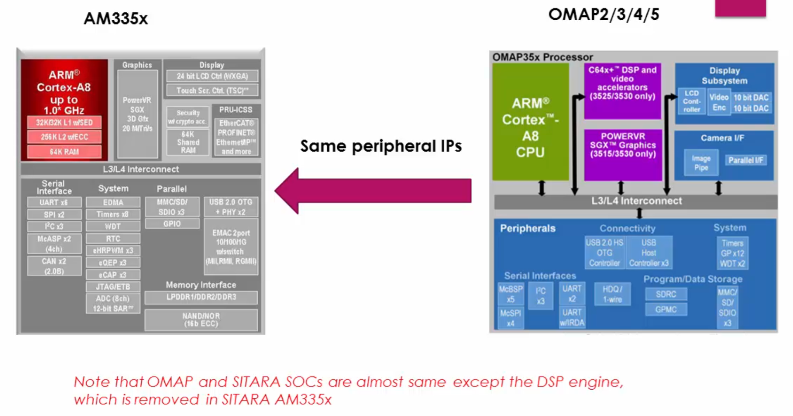 AM335x
OMAP2/3/4/5
ARM®
Cortex-A8
up to
1.0* GHz
32K/32K L1 w/SED
256K L2 w/ECC
64K RAM
Graphics
PowerVR
SGX
3D Gfx
20 MTri/s
Display
24 bit LCD Ctrl (WXGA)
Touch Scr. Ctrl. (TSC)**
Security
w/ crypto acc.
64K
Shared
RAM
PRU-ICSS
EtherCAT®
PROFINET®
Ethernet/IP™
and more
L3/L4 Interconnect
Serial
Interface
UART x6
SPI x2
I²C x3
McASP x2
(4ch)
CAN x2
(2.0B)
System
EDMA
Timers x8
WDT
RTC
eHRPWM x3
eQEP x3
eCAP x3
JTAG/ETB
ADC (8ch)
12-bit SAR**
Parallel
MMC/SD/
SDIO x3
GPIO
USB 2.0 OTG
+ PHY x2
EMAC 2port
10/100/1G
w/switch
(MII,RMII, RGMII)
Memory Interface
LPDDR1/DDR2/DDR3
NAND/NOR
(16b ECC)
Same peripheral IPs
OMAP35x Processor
ARM®
Cortex™-
A8
CPU
C64x+™ DSP and
video
accelerators
(3525/3530 only)
POWERVR
SGX™ Graphics
(3515/3530 only)
Display
Subsystem
LCD
Cont-
roller
Video
Enc
10 bit DAC
10 bit DAC
Camera I/F
Image
Pipe
Parallel I/F
L3/L4 Interconnect
Peripherals
Connectivity
USB 2.0 HS
OTG
Controller
USB
Host
Controller x3
System
Timers
GP x12
WDT x2
Serial Interfaces
McBSP
x5
McSPI
x4
I²C
x3
UART
x2
UART
w/IRDA
HDQ /
1-wire
Program/Data Storage
SDRC
GPMC
MMC/
SD/
SDIO
x3
Note that OMAP and SITARA SOCs are almost same except the DSP engine,
which is removed in SITARA AM335x